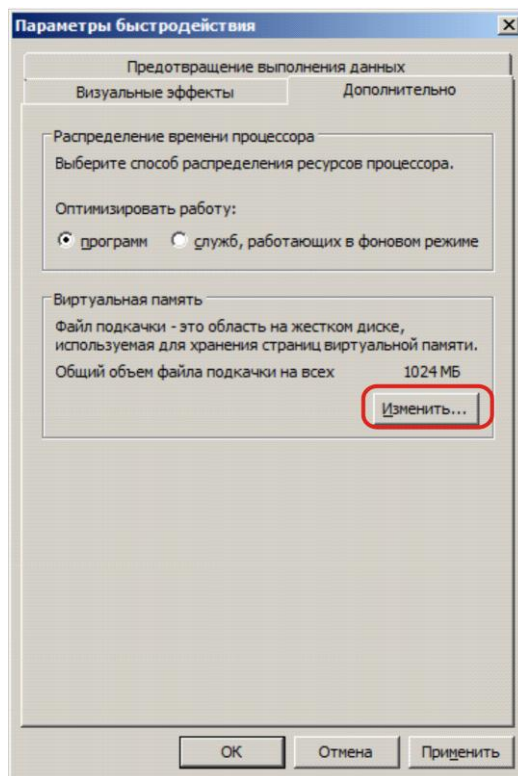 Параметры быстродействия
Предотвращение выполнения данных
Визуальные эффекты
Дополнительно
Распределение времени процессора
Выберите способ распределения ресурсов процессора.
Оптимизировать работу:
программ
служб, работающих в фоновом режиме
Виртуальная память
Файл подкачки - это область на жестком диске,
используемая для хранения страниц виртуальной памяти.
Общий объем файла подкачки на всех 1024 МБ
Изменить...
ОК
Отмена
Применить